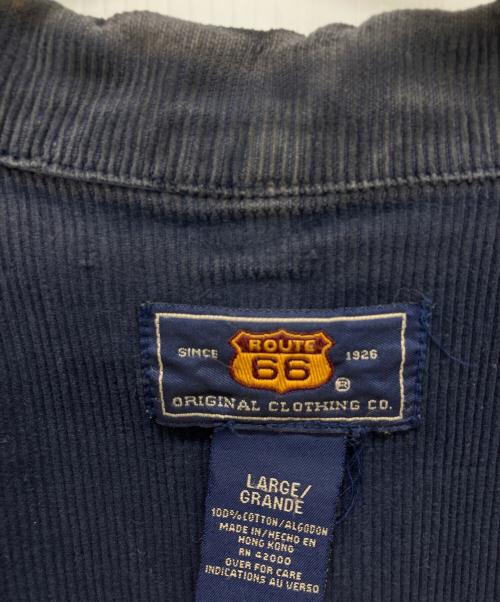 ROUTE
SINCE 66 1926
®
ORIGINAL CLOTHING CO.
LARGE/
GRANDE
100% COTTON/ALGODON
MADE IN/HECHO EN
HONG KONG
RN 42000
OVER FOR CARE
INDICATIONS AU VERSO